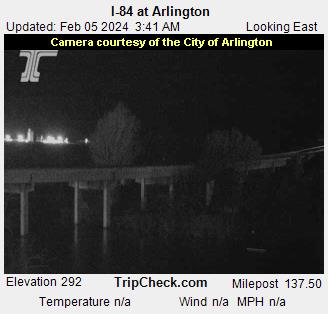 I-84 at Arlington
Updated: Feb 05 2024 3:41 AM Looking East
Camera courtesy of the City of Arlington
Elevation 292 TripCheck.com Milepost 137.50
Temperature n/a Wind n/a MPH n/a